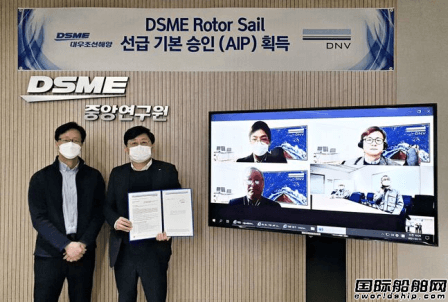 DSME Rotor Sail
DSME 대우조선해양
선급 기본 승인(AIP) 획득
DNV
DSME
중앙연구원
国际船舶网
www.eworldship.com